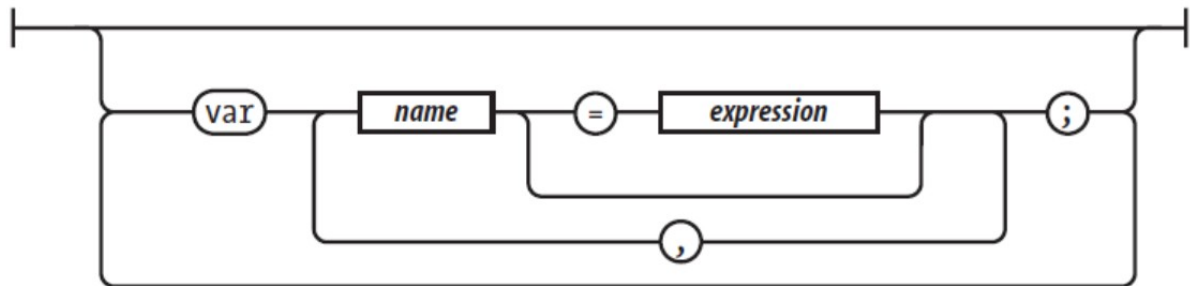 var name = expression ;
,